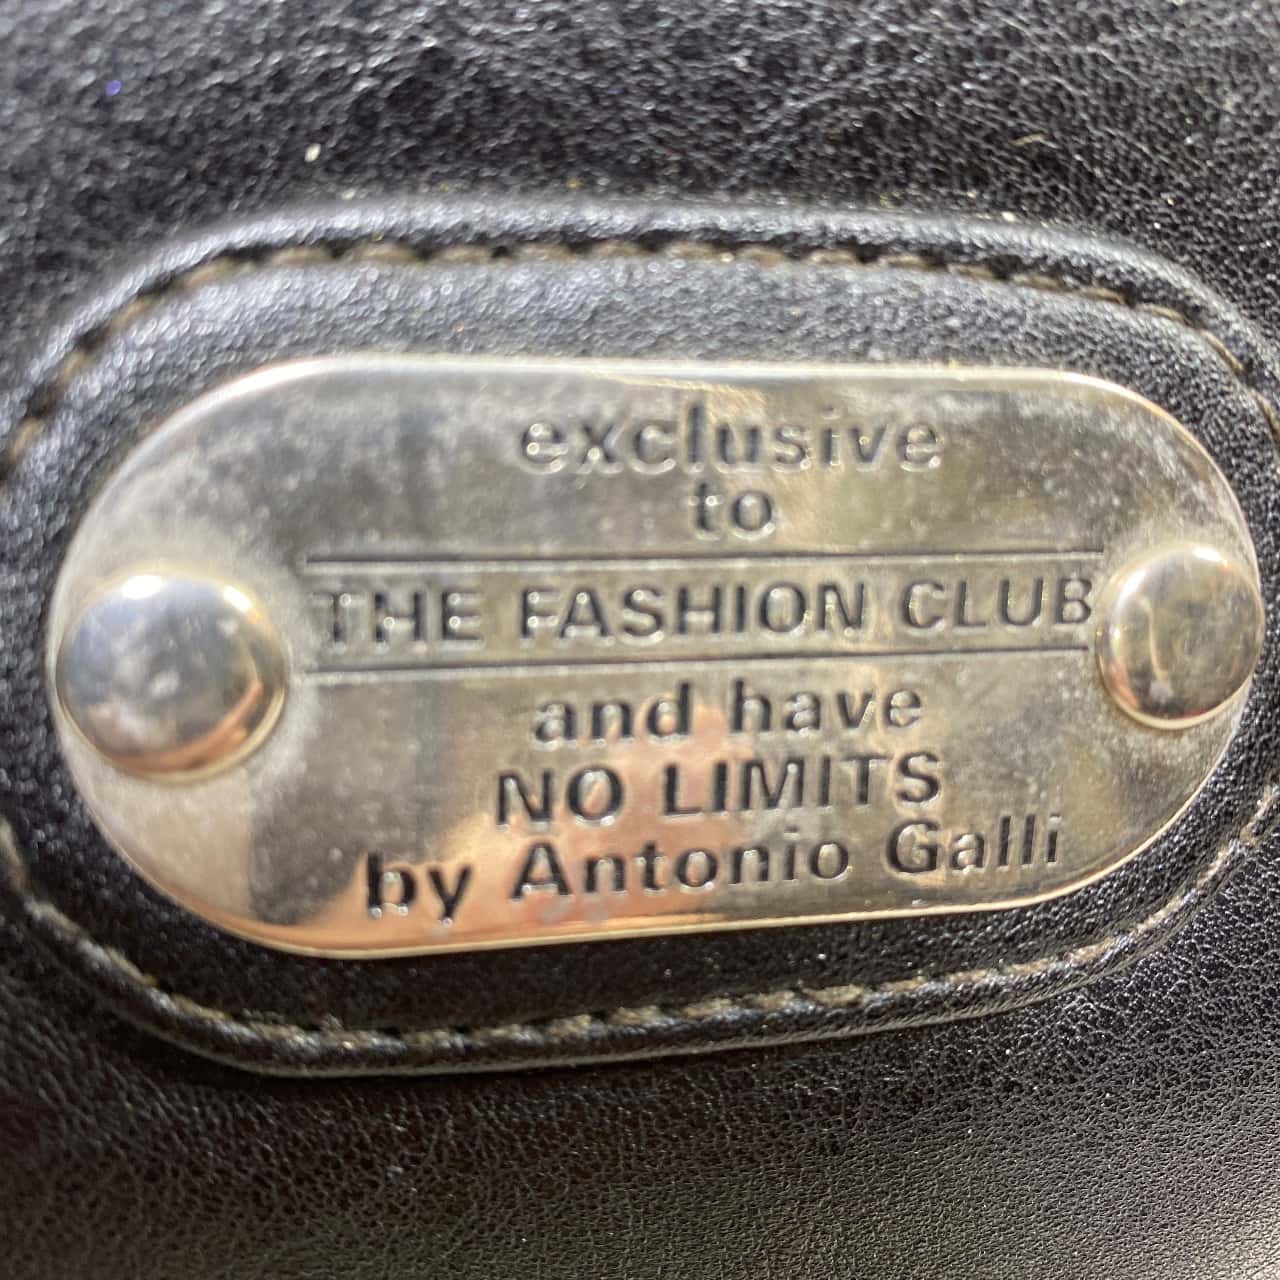 exclusive
to
THE FASHION CLUB
and have
NO LIMITS
by Antonio Galli